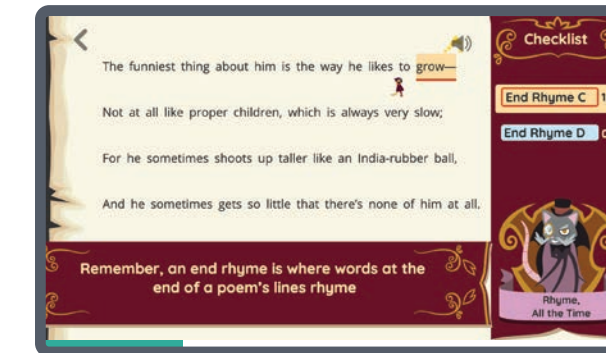 The funniest thing about him is the way he likes to grow—
Not at all like proper children, which is always very slow;
For he sometimes shoots up taller like an India-rubber ball,
And he sometimes gets so little that there's none of him at all.
Remember, an end rhyme is where words at the
end of a poem's lines rhyme
Checklist
End Rhyme C 1
End Rhyme D
Rhyme,
All the Time